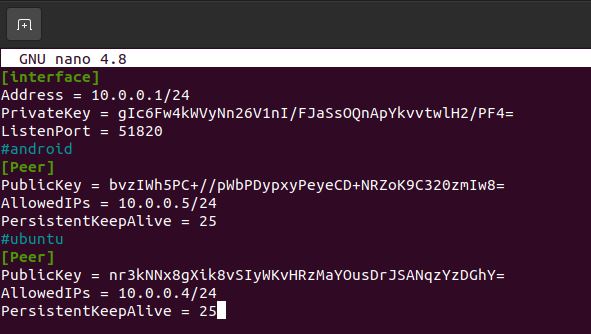 GNU nano 4.8
[interface]
Address = 10.0.0.1/24
PrivateKey = gIc6Fw4kWVyNn26V1nI/FJaSsOQnApYkvvtwlH2/PF4=
ListenPort = 51820
#android
[Peer]
PublicKey = bvzIWh5PC+//pWbPDypxyPeyeCD+NRZoK9C320zmIw8=
AllowedIPs = 10.0.0.5/24
PersistentKeepAlive = 25
#ubuntu
[Peer]
PublicKey = nr3kNNx8gXik8vSIyWKvHRzMaYOusDrJSANqzYzDGhY=
AllowedIPs = 10.0.0.4/24
PersistentKeepAlive = 25